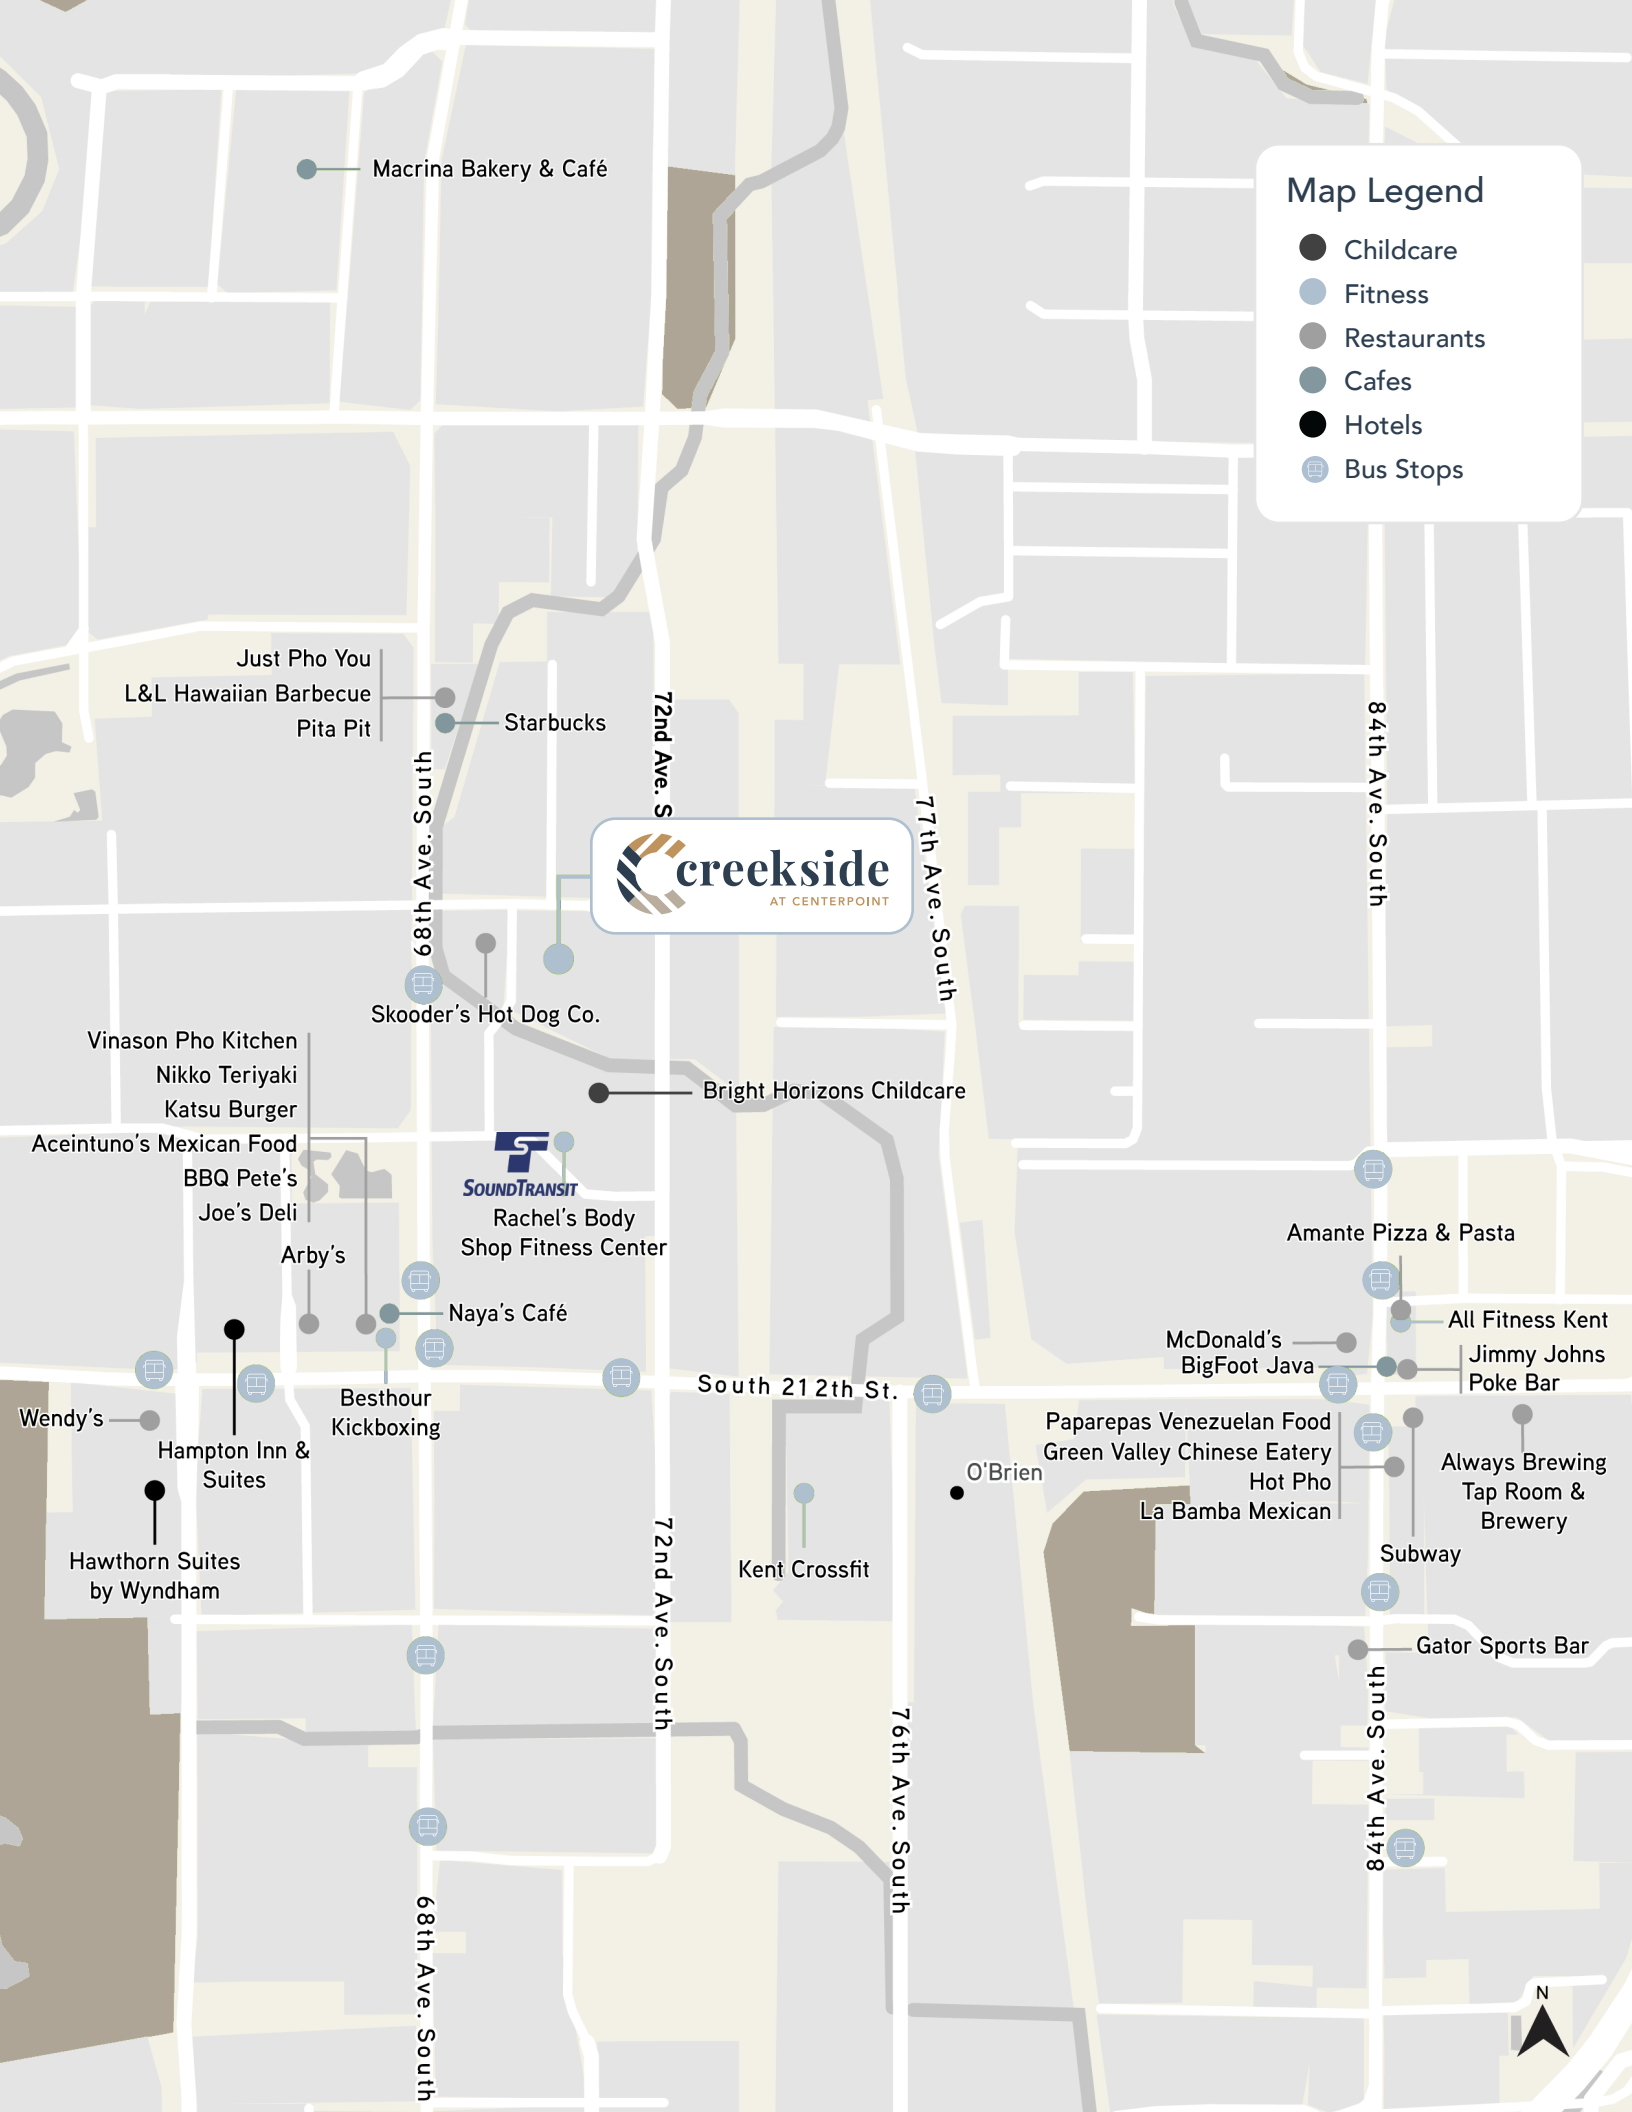 Macrina Bakery & Café
Map Legend
Childcare
Fitness
Restaurants
Cafes
Hotels
Bus Stops
Just Pho You
L&L Hawaiian Barbecue
Pita Pit
Starbucks
68th Ave. South
72nd Ave. S
77th Ave. South
84th Ave. South
creekside
AT CENTERPOINT
Skooder's Hot Dog Co.
Vinason Pho Kitchen
Nikko Teriyaki
Katsu Burger
Aceintuno's Mexican Food
BBQ Pete's
Joe's Deli
Bright Horizons Childcare
SOUNDTRANSIT
Rachel's Body
Shop Fitness Center
Arby's
Naya's Café
Amante Pizza & Pasta
All Fitness Kent
McDonald's
BigFoot Java
Jimmy Johns
Poke Bar
South 212th St.
Besthour
Kickboxing
Wendy's
Hampton Inn &
Suites
Hawthorn Suites
by Wyndham
Paparepas Venezuelan Food
Green Valley Chinese Eatery
Hot Pho
La Bamba Mexican
O'Brien
Always Brewing
Tap Room &
Brewery
Subway
Kent Crossfit
Gator Sports Bar
72nd Ave. South
76th Ave. South
84th Ave. South
68th Ave. South
N